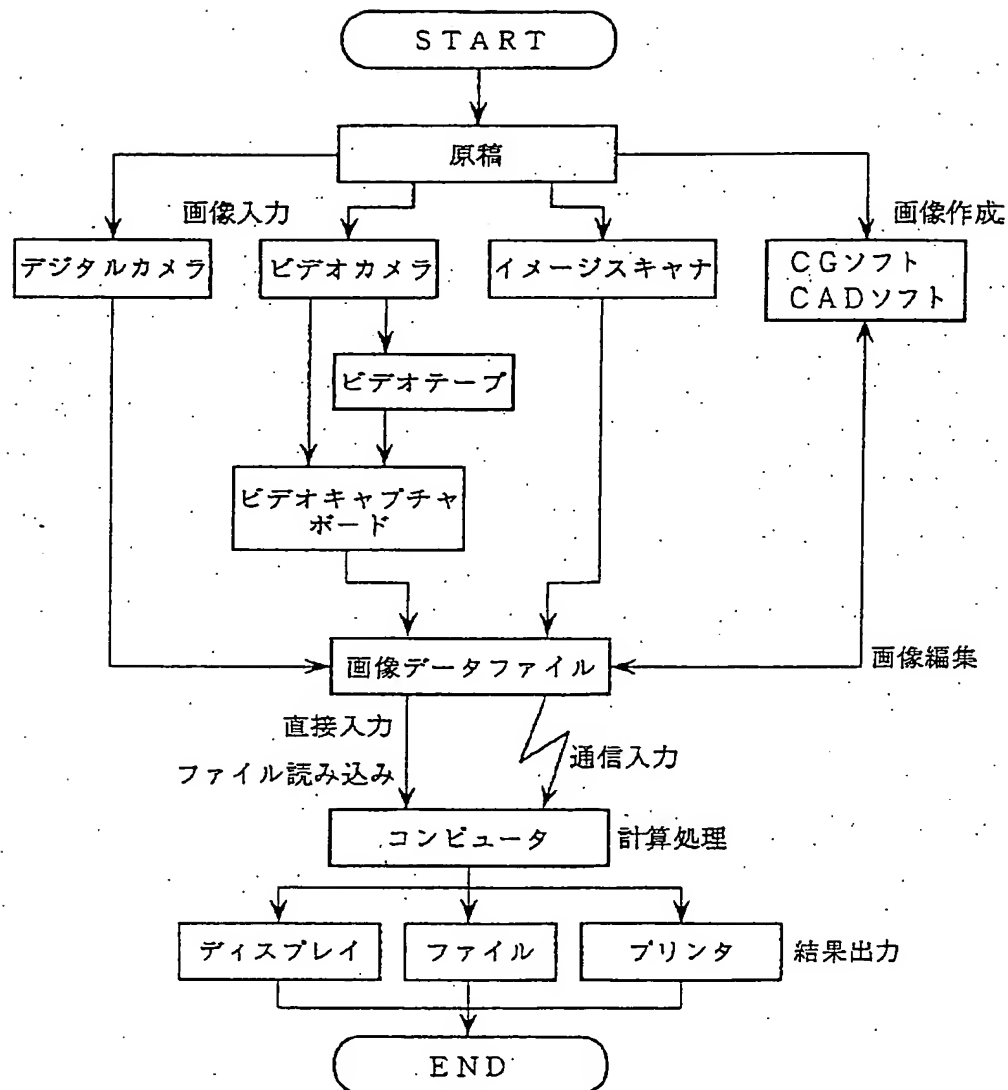 START
原稿
画像入力
画像作成
デジタルカメラ
ビデオカメラ
イメージスキャナ
CGソフト
CADソフト
ビデオテープ
ビデオキャプチャ
ボード
画像データファイル
画像編集
直接入力
ファイル読み込み
通信入力
コンピュータ
計算処理
ディスプレイ
ファイル
プリンタ
結果出力
END